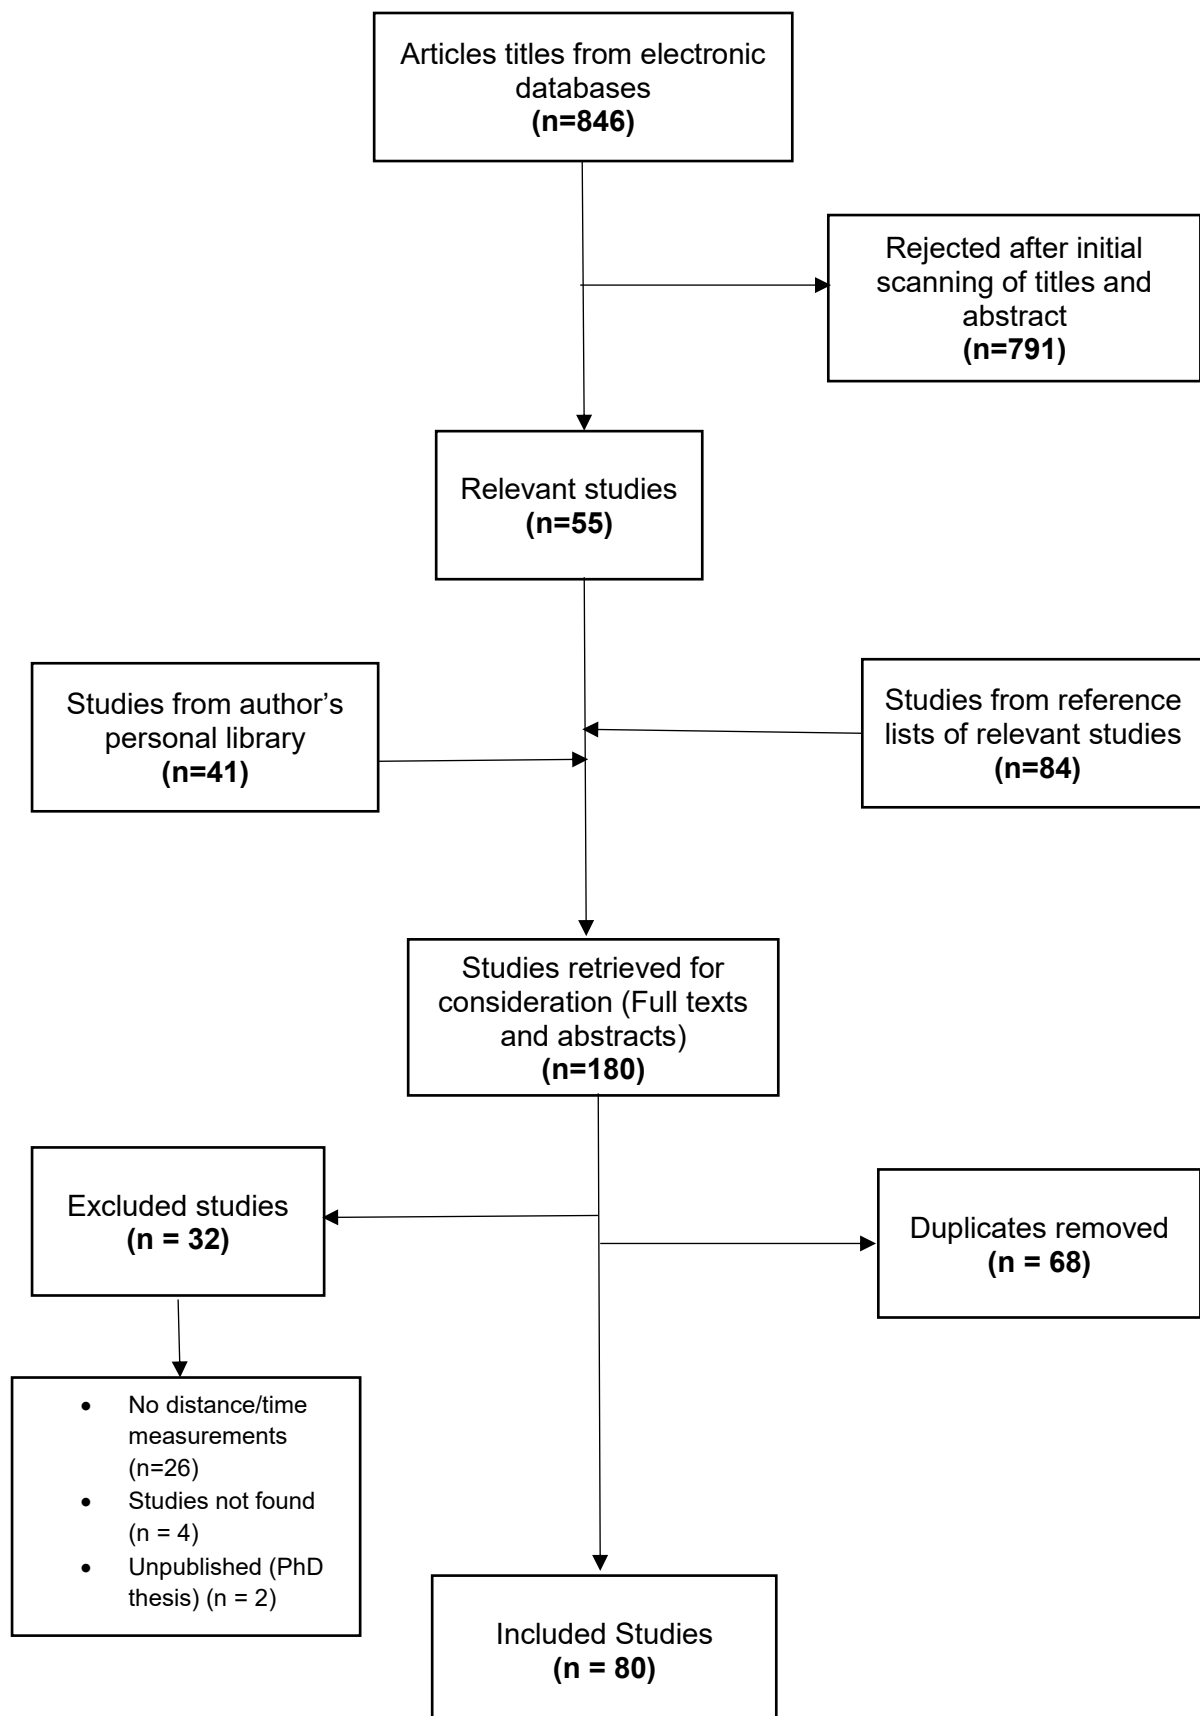 Articles titles from electronic
databases
(n=846)
Rejected after initial
scanning of titles and
abstract
(n=791)
Relevant studies
(n=55)
Studies from author’s
personal library
(n=41)
Studies from reference
lists of relevant studies
(n=84)
Studies retrieved for
consideration (Full texts
and abstracts)
(n=180)
Excluded studies
(n = 32)
Duplicates removed
(n = 68)
• No distance/time
measurements
(n=26)
• Studies not found
(n = 4)
• Unpublished (PhD
thesis) (n = 2)
Included Studies
(n = 80)